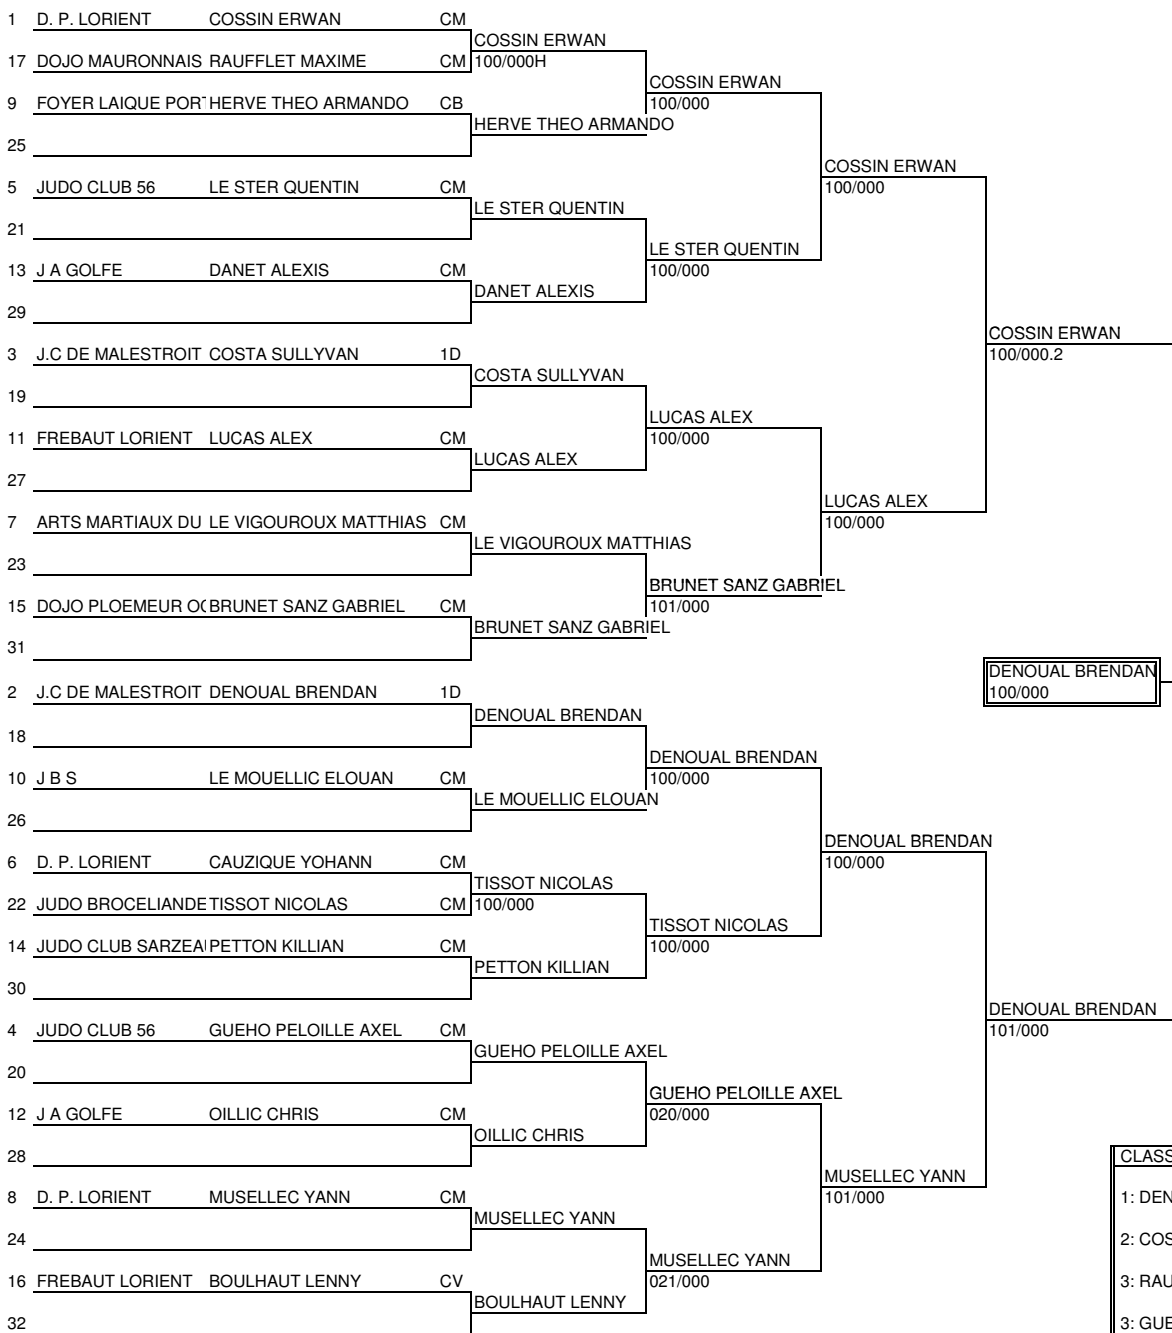 1 D. P. LORIENT COSSIN ERWAN CM
COSSIN ERWAN
17 DOJO MAURONNAIS RAUFFLET MAXIME CM 100/000H
COSSIN ERWAN
9 FOYER LAIQUE POR HERVE THEO ARMANDO CB 100/000
HERVE THEO ARMANDO
25
COSSIN ERWAN
5 JUDO CLUB 56 LE STER QUENTIN CM 100/000
LE STER QUENTIN
21
LE STER QUENTIN
13 J A GOLFE DANET ALEXIS CM 100/000
DANET ALEXIS
29
COSSIN ERWAN
3 J.C DE MALESTROIT COSTA SULLYVAN 1D 100/000.2
COSTA SULLYVAN
19
LUCAS ALEX
11 FREBAUT LORIENT LUCAS ALEX CM 100/000
LUCAS ALEX
27
LUCAS ALEX
7 ARTS MARTIAUX DU LE VIGOUROUX MATTHIAS CM 100/000
LE VIGOUROUX MATTHIAS
23
BRUNET SANZ GABRIEL
15 DOJO PLOEMEUR OC BRUNET SANZ GABRIEL CM 101/000
BRUNET SANZ GABRIEL
31
DENOUAL BRENDAN
2 J.C DE MALESTROIT DENOUAL BRENDAN 1D 100/000
DENOUAL BRENDAN
18
DENOUAL BRENDAN
10 J B S LE MOUELLIC ELOUAN CM 100/000
LE MOUELLIC ELOUAN
26
DENOUAL BRENDAN
6 D. P. LORIENT CAUZIQUE YOHANN CM 100/000
TISSOT NICOLAS
22 JUDO BROCELIANDE TISSOT NICOLAS CM 100/000
TISSOT NICOLAS
14 JUDO CLUB SARZEA PETTON KILLIAN CM 100/000
PETTON KILLIAN
30
DENOUAL BRENDAN
4 JUDO CLUB 56 GUEHO PELOILLE AXEL CM 101/000
GUEHO PELOILLE AXEL
20
GUEHO PELOILLE AXEL
12 J A GOLFE OILLIC CHRIS CM 020/000
OILLIC CHRIS
28
CLASS
MUSELLEC YANN
8 D. P. LORIENT MUSELLEC YANN CM 101/000 1: DEN
MUSELLEC YANN
24 2: COS
MUSELLEC YANN
16 FREBAUT LORIENT BOULHAUT LENNY CV 021/000 3: RAU
BOULHAUT LENNY
32 3: GUE